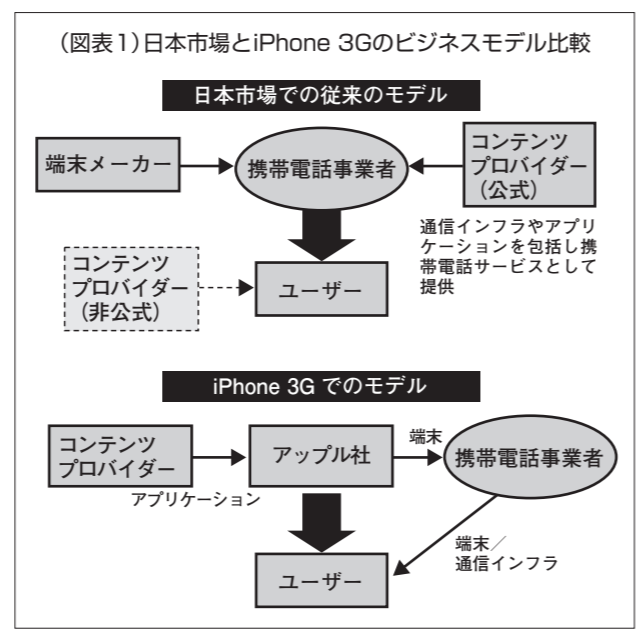 (図表1)日本市場とiPhone 3Gのビジネスモデル比較
日本市場での従来のモデル
端末メーカー
携帯電話事業者
コンテンツ
プロバイダー
(公式)
通信インフラやアプリ
ケーションを包括し携
帯電話サービスとして
提供
コンテンツ
プロバイダー
(非公式)
ユーザー
iPhone 3G でのモデル
コンテンツ
プロバイダー
アプリケーション
アップル社
端末
携帯電話事業者
端末/
通信インフラ
ユーザー